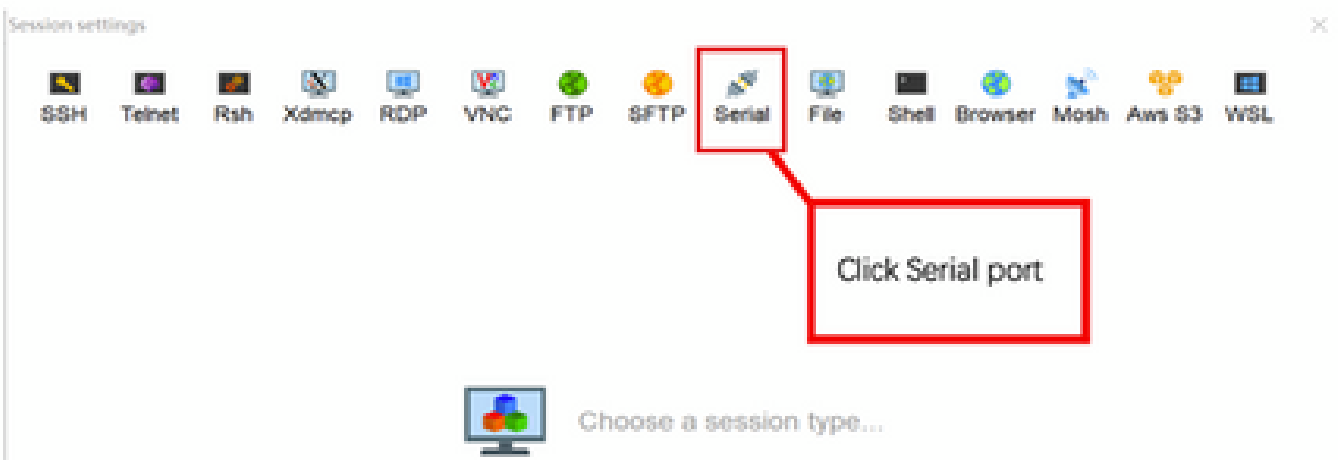 Session settings
SSH Telnet Rsh Xdmcp RDP VNC FTP SFTP Serial File Shell Browser Mosh Aws S3 WSL
Click Serial port
Choose a session type...